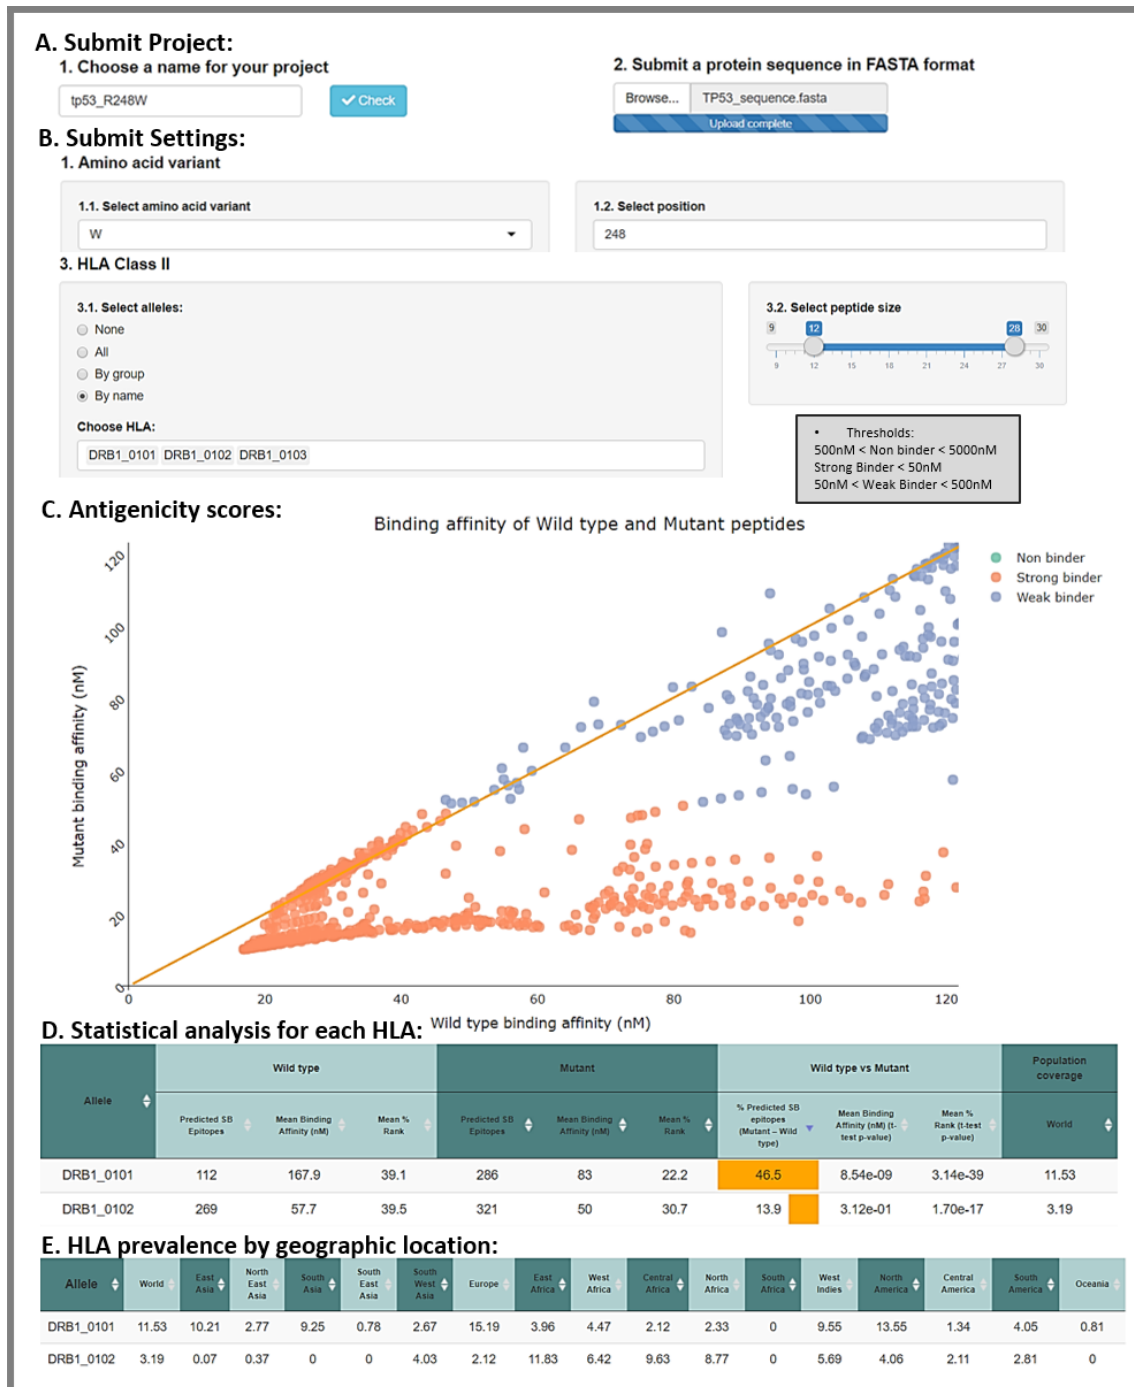 A. Submit Project:
1. Choose a name for your project
2. Submit a protein sequence in FASTA format
tp53_R248W
Check
Browse... TP53_sequence.fasta
Upload complete
B. Submit Settings:
1. Amino acid variant
1.1. Select amino acid variant
1.2. Select position
W
248
3. HLA Class II
3.1. Select alleles:
None
All
By group
By name
Choose HLA:
DRB1_0101 DRB1_0102 DRB1_0103
3.2. Select peptide size
9 12 28 30
9 12 15 18 21 24 27 30
• Thresholds:
500nM < Non binder < 5000nM
Strong Binder < 50nM
50nM < Weak Binder < 500nM
C. Antigenicity scores:
Binding affinity of Wild type and Mutant peptides
Non binder
Strong binder
Weak binder
Mutant binding affinity (nM)
120
100
80
60
40
20
0
0 20 40 60 80 100 120
Wild type binding affinity (nM)
D. Statistical analysis for each HLA:
Allele
Wild type
Mutant
Wild type vs Mutant
Population coverage
Predicted SB Epitopes
Mean Binding Affinity (nM)
Mean % Rank
Predicted SB Epitopes
Mean Binding Affinity (nM)
Mean % Rank
% Predicted SB epitopes (Mutant – Wild type)
Mean Binding Affinity (nM) (t-test p-value)
Mean % Rank (t-test p-value)
World
DRB1_0101 112 167.9 39.1 286 83 22.2 46.5 8.54e-09 3.14e-39 11.53
DRB1_0102 269 57.7 39.5 321 50 30.7 13.9 3.12e-01 1.70e-17 3.19
E. HLA prevalence by geographic location:
Allele World East Asia North East Asia South Asia South East Asia South West Asia Europe East Africa West Africa Central Africa North Africa South Africa West Indies North America Central America South America Oceania
DRB1_0101 11.53 10.21 2.77 9.25 0.78 2.67 15.19 3.96 4.47 2.12 2.33 0 9.55 13.55 1.34 4.05 0.81
DRB1_0102 3.19 0.07 0.37 0 0 4.03 2.12 11.83 6.42 9.63 8.77 0 5.69 4.06 2.11 2.81 0